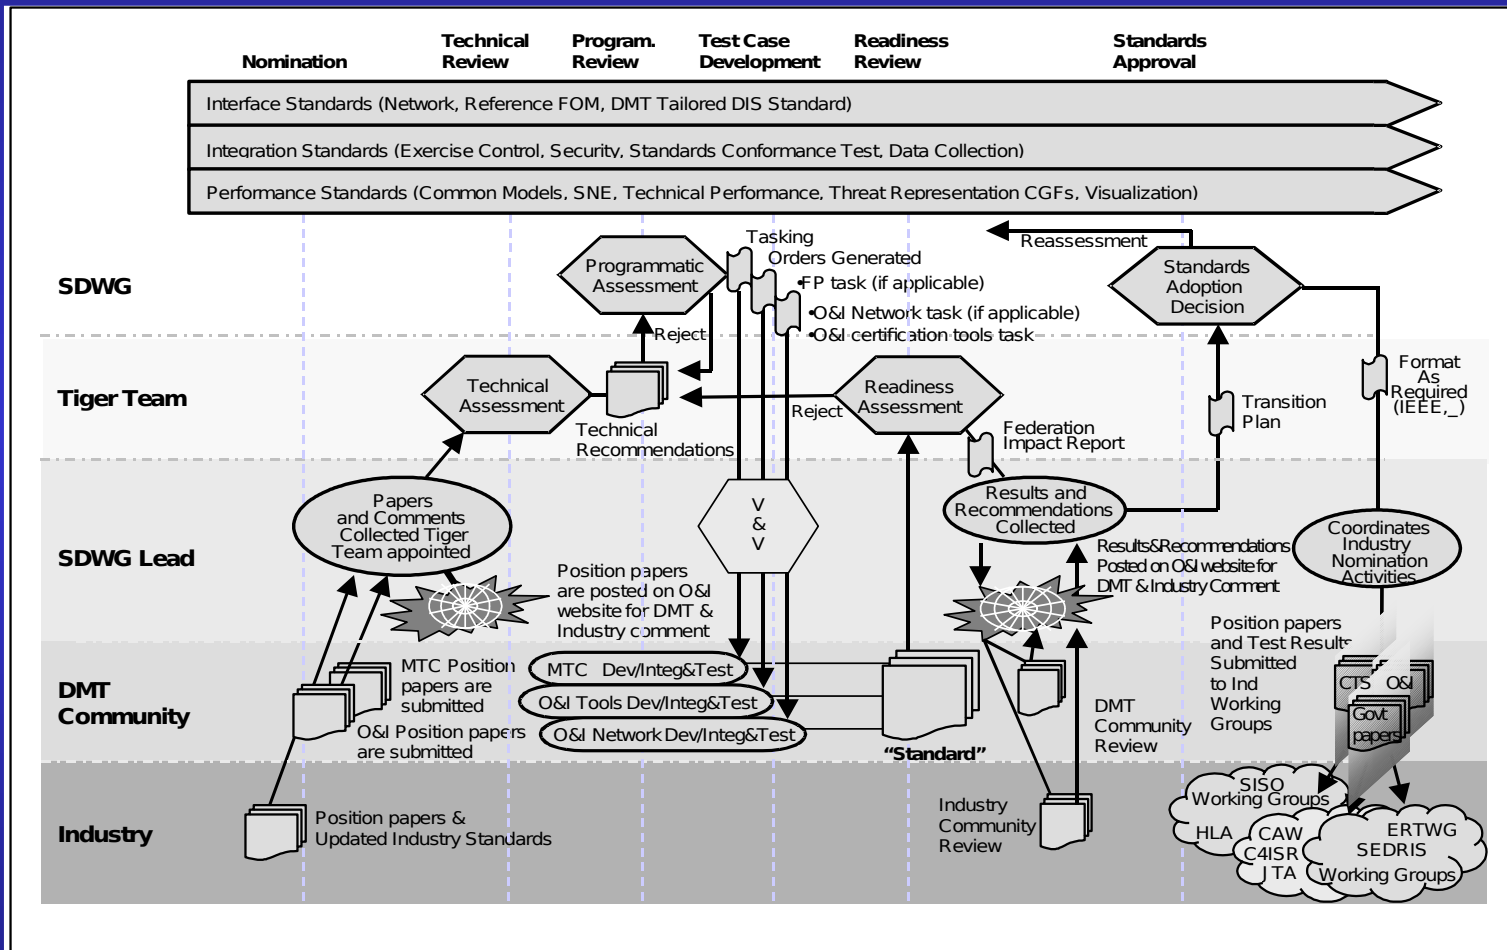 Nomination
Technical
Review
Program.
Review
Test Case
Development
Readiness
Review
Standards
Approval
Interface Standards (Network, Reference FOM, DMT Tailored DIS Standard)
Integration Standards (Exercise Control, Security, Standards Conformance Test, Data Collection)
Performance Standards (Common Models, SNE, Technical Performance, Threat Representation CGFs, Visualization)
SDWG
Programmatic
Assessment
Tasking
Orders Generated
•FP task (if applicable)
•O&I Network task (if applicable)
•O&I certification tools task
Reject
Reassessment
Standards
Adoption
Decision
Tiger Team
Technical
Assessment
Technical
Recommendations
Reject
Readiness
Assessment
Federation
Impact Report
Transition
Plan
Format
As
Required
(IEEE,_)
SDWG Lead
Papers
and Comments
Collected Tiger
Team appointed
Position papers
are posted on O&I
website for DMT &
Industry comment
V
&
V
Results and
Recommendations
Collected
Results&Recommendations
Posted on O&I website for
DMT & Industry Comment
Coordinates
Industry
Nomination
Activities
DMT
Community
MTC Position
papers are
submitted
O&I Position papers
are submitted
MTC Dev/Integ&Test
O&I Tools Dev/Integ&Test
O&I Network Dev/Integ&Test
“Standard”
DMT
Community
Review
Position papers
and Test Results
Submitted
to Ind
Working
Groups
CTS O&I
Govt
papers
Industry
Position papers &
Updated Industry Standards
Industry
Community
Review
SISO
Working Groups
HLA
CAW
C4ISR
JTA
ERTWG
SEDRIS
Working Groups